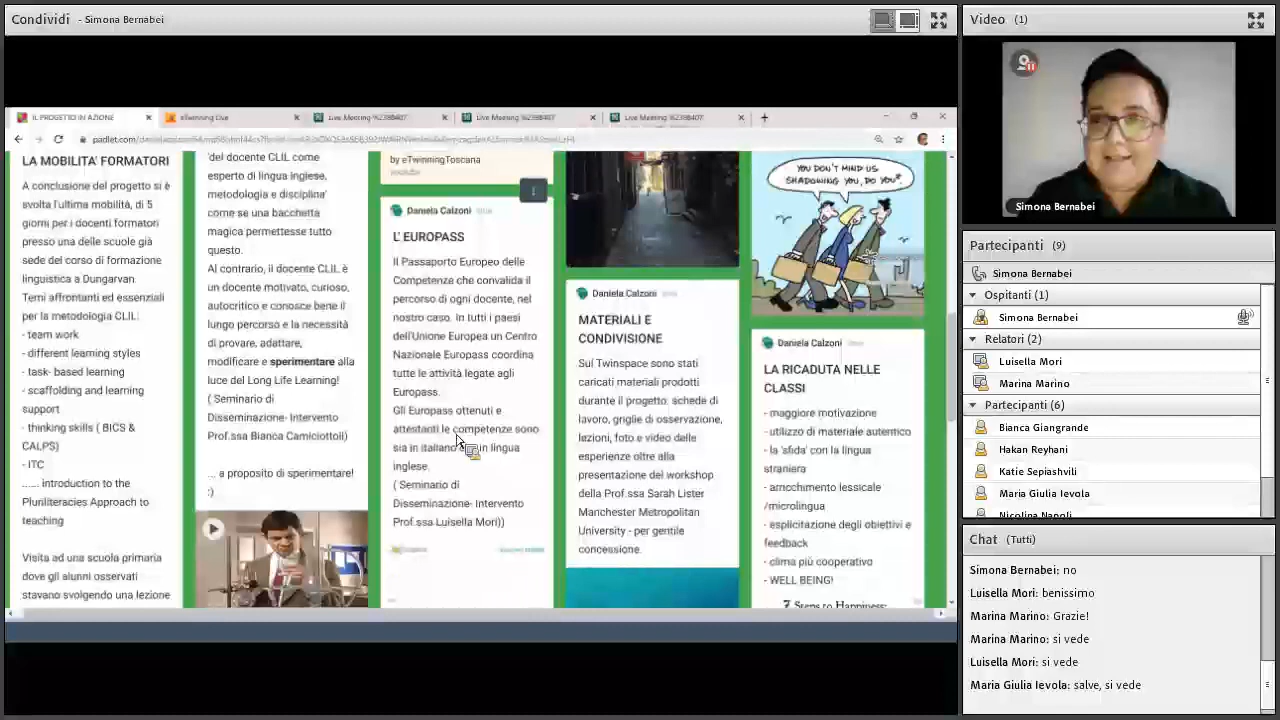 Condividi - Simona Bernabei
Video (1)
IL PROGETTO IN AZIONE
eTwinning Live
Live Meeting
Live Meeting
Live Meeting
LA MOBILITA' FORMATORI
A conclusione del progetto si è
svolta l'ultima mobilità, di 5
giorni per i docenti formatori
presso una delle scuole già
sede del corso di formazione
linguistica a Dungarvan.
Temi affrontati ed essenziali
per la metodologia CLIL:
- team work
- different learning styles
- task- based learning
- scaffolding and learning
support
- thinking skills ( BICS &
CALPS)
- ITC
...... introduction to the
Pluriliteracies Approach to
teaching
Visita ad una scuola primaria
dove gli alunni osservati
stavano svolgendo una lezione
'del docente CLIL come
esperto di lingua inglese,
metodologia e disciplina'
come se una bacchetta
magica permettesse tutto
questo.
Al contrario, il docente CLIL è
un docente motivato, curioso,
autocritico e conosce bene il
lungo percorso e la necessità
di provare, adattare,
modificare e sperimentare alla
luce del Long Life Learning!
( Seminario di
Disseminazione- Intervento
Prof.ssa Bianca Camiciottoli)
... a proposito di sperimentare!
:)
by eTwinningToscana
youtube
Daniela Calzoni
L' EUROPASS
Il Passaporto Europeo delle
Competenze che convalida il
percorso di ogni docente, nel
nostro caso. In tutti i paesi
dell'Unione Europea un Centro
Nazionale Europass coordina
tutte le attività legate agli
Europass.
Gli Europass ottenuti e
attestanti le competenze sono
sia in italiano in lingua
inglese.
( Seminario di
Disseminazione- Intervento
Prof.ssa Luisella Mori))
Daniela Calzoni
MATERIALI E
CONDIVISIONE
Sul Twinspace sono stati
caricati materiali prodotti
durante il progetto: schede di
lavoro, griglie di osservazione,
lezioni, foto e video delle
esperienze oltre alla
presentazione del workshop
della Prof.ssa Sarah Lister
Manchester Metropolitan
University - per gentile
concessione.
YOU DON'T MIND US
SHADOWING YOU, DO YOU?
Daniela Calzoni
LA RICADUTA NELLE
CLASSI
- maggiore motivazione
- utilizzo di materiale autentico
- la 'sfida' con la lingua
straniera
- arricchimento lessicale
/microlingua
- esplicitazione degli obiettivi e
feedback
- clima più cooperativo
- WELL BEING!
7 Steps to Happiness:
Simona Bernabei
Partecipanti (9)
Simona Bernabei
Ospitanti (1)
Simona Bernabei
Relatori (2)
Luisella Mori
Marina Marino
Partecipanti (6)
Bianca Giangrande
Hakan Reyhani
Katie Sepiashvili
Maria Giulia Ievola
Nicolina Napoli
Chat (Tutti)
Simona Bernabei: no
Luisella Mori: benissimo
Marina Marino: Grazie!
Marina Marino: si vede
Luisella Mori: si vede
Maria Giulia Ievola: salve, si vede